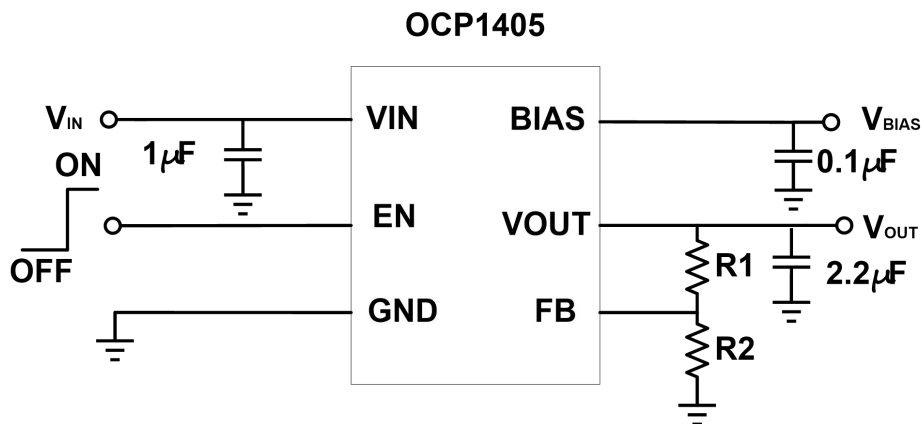 OCP1405
VIN
VIN
BIAS
VBIAS
1μF
0.1μF
ON
EN
VOUT
VOUT
OFF
R1
2.2μF
GND
FB
R2